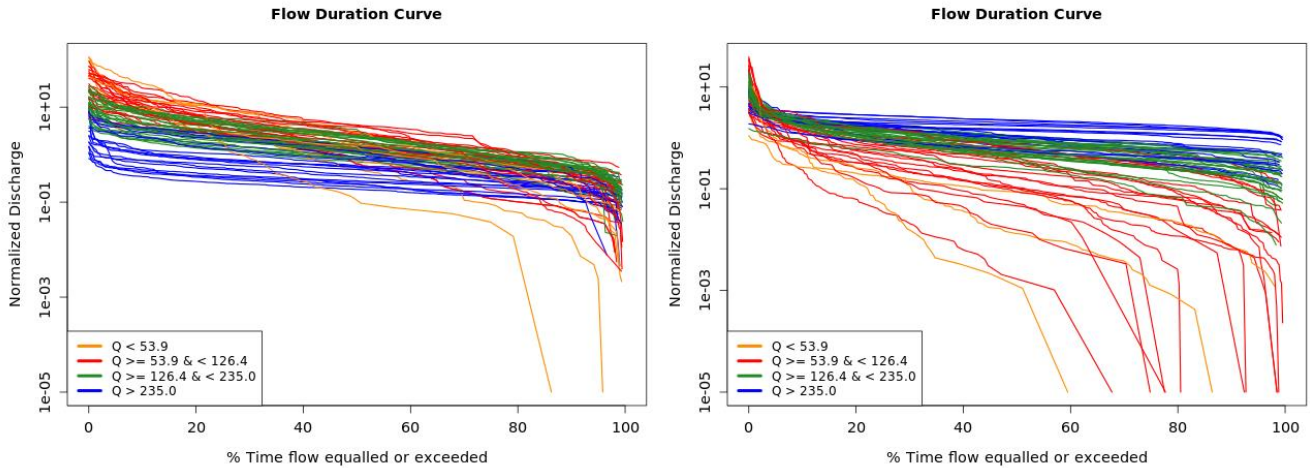 Flow Duration Curve
Normalized Discharge
1e+01
1e-01
1e-03
1e-05
Q < 53.9
Q >= 53.9 & < 126.4
Q >= 126.4 & < 235.0
Q > 235.0
0 20 40 60 80 100
% Time flow equalled or exceeded
Flow Duration Curve
Normalized Discharge
1e+01
1e-01
1e-03
1e-05
Q < 53.9
Q >= 53.9 & < 126.4
Q >= 126.4 & < 235.0
Q > 235.0
0 20 40 60 80 100
% Time flow equalled or exceeded